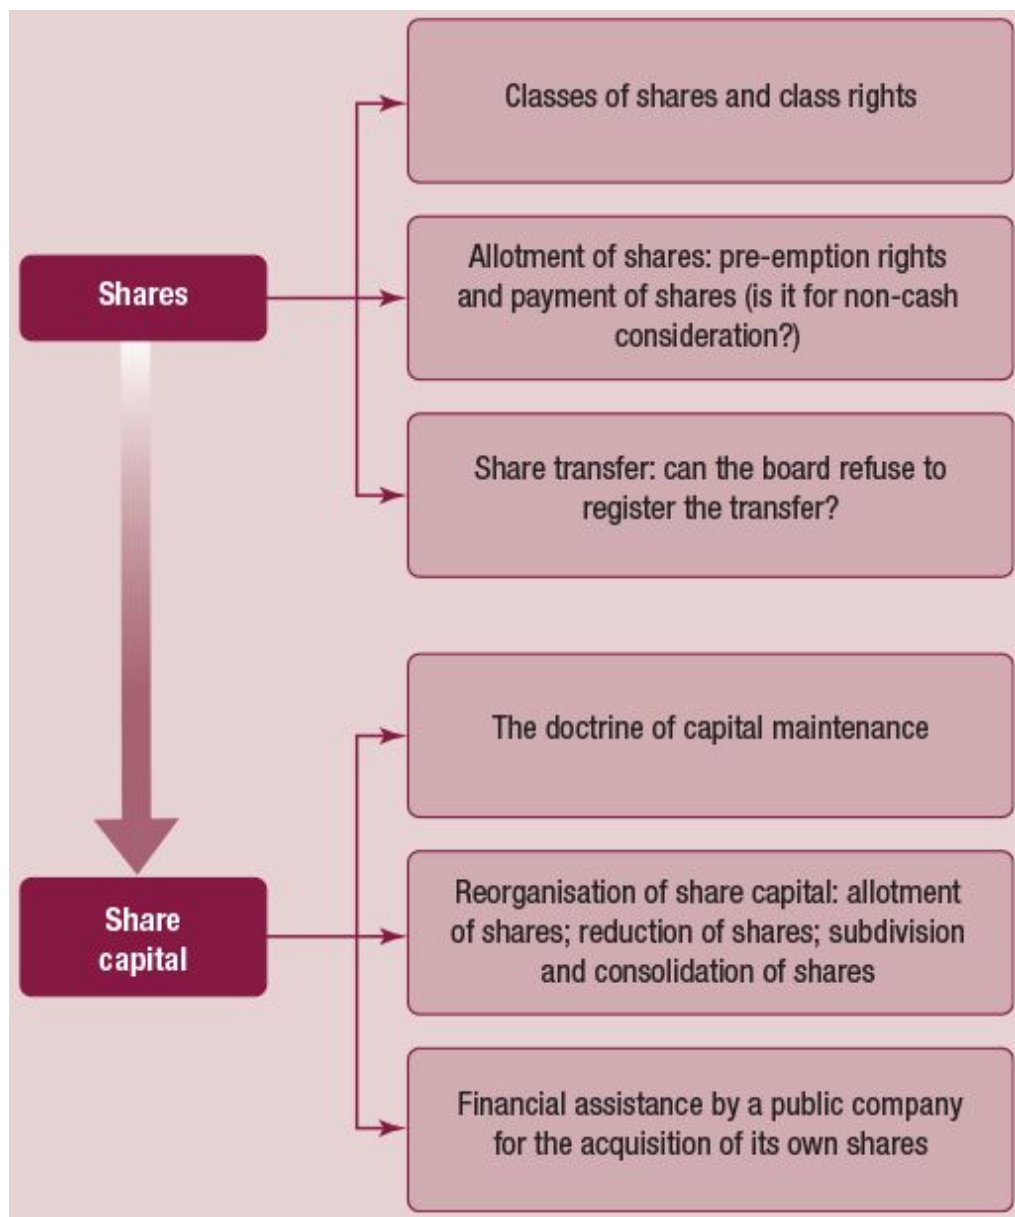 Classes of shares and class rights
Shares
Allotment of shares: pre-emption rights
and payment of shares (is it for non-cash
consideration?)
Share transfer: can the board refuse to
register the transfer?
The doctrine of capital maintenance
Share
capital
Reorganisation of share capital: allotment
of shares; reduction of shares; subdivision
and consolidation of shares
Financial assistance by a public company
for the acquisition of its own shares